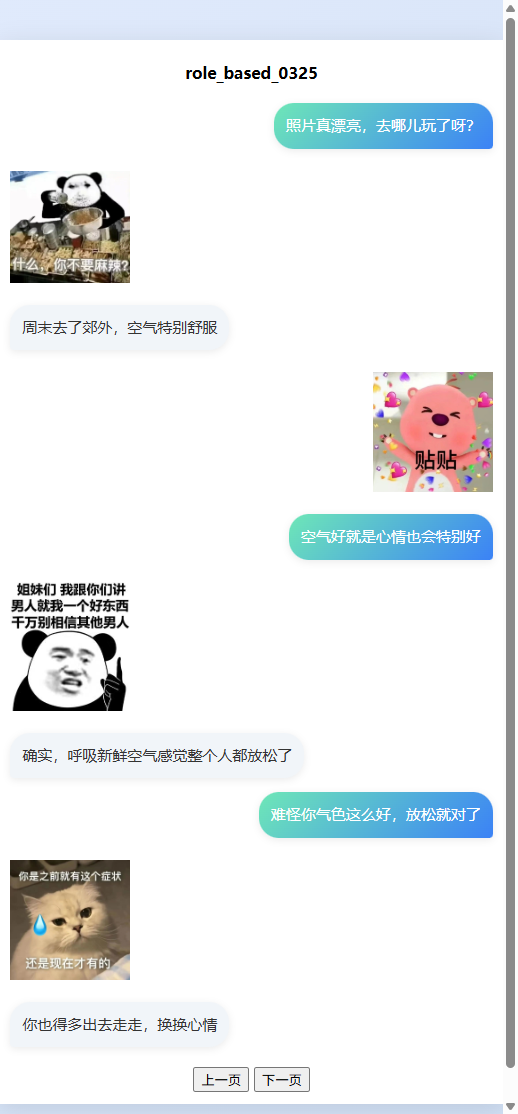 role_based_0325
照片真漂亮，去哪儿玩了呀？
什么，你不要麻辣?
周末去了郊外，空气特别舒服
贴贴
空气好就是心情也会特别好
姐妹们 我跟你们讲
男人就我一个好东西
千万别相信其他男人
确实，呼吸新鲜空气感觉整个人都放松了
难怪你气色这么好，放松就对了
你是之前就有这个症状
还是现在才有的
你也得多出去走走，换换心情
上一页 下一页